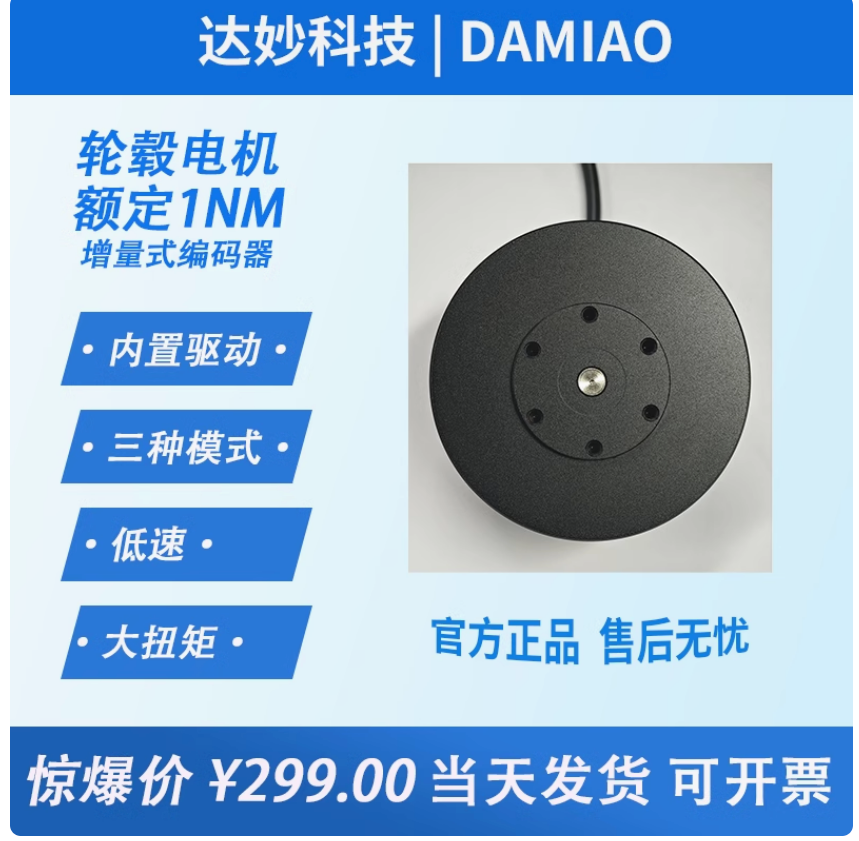 达妙科技 | DAMIAO
轮毂电机
额定1NM
增量式编码器
· 内置驱动 ·
· 三种模式 ·
· 低速 ·
· 大扭矩 ·
官方正品 售后无忧
惊爆价 ¥299.00 当天发货 可开票